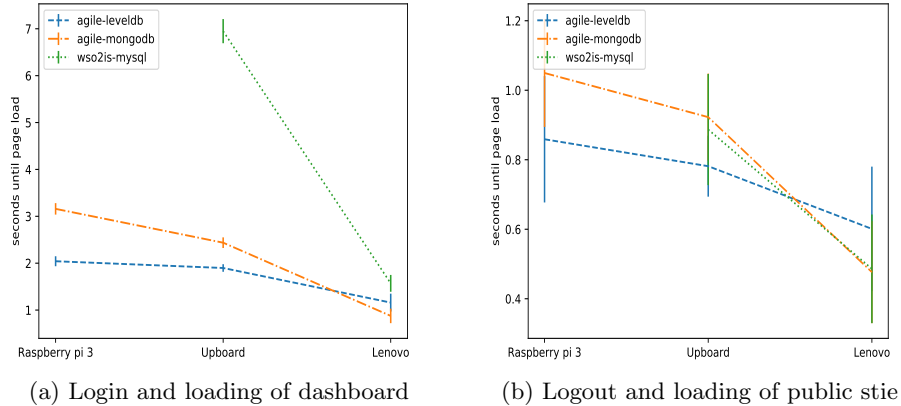 agile-leveldb
agile-mongodb
wso2is-mysql
seconds until page load
7
6
5
4
3
2
1
Raspberry pi 3 Upboard Lenovo
(a) Login and loading of dashboard
agile-leveldb
agile-mongodb
wso2is-mysql
seconds until page load
1.2
1.0
0.8
0.6
0.4
Raspberry pi 3 Upboard Lenovo
(b) Logout and loading of public stie